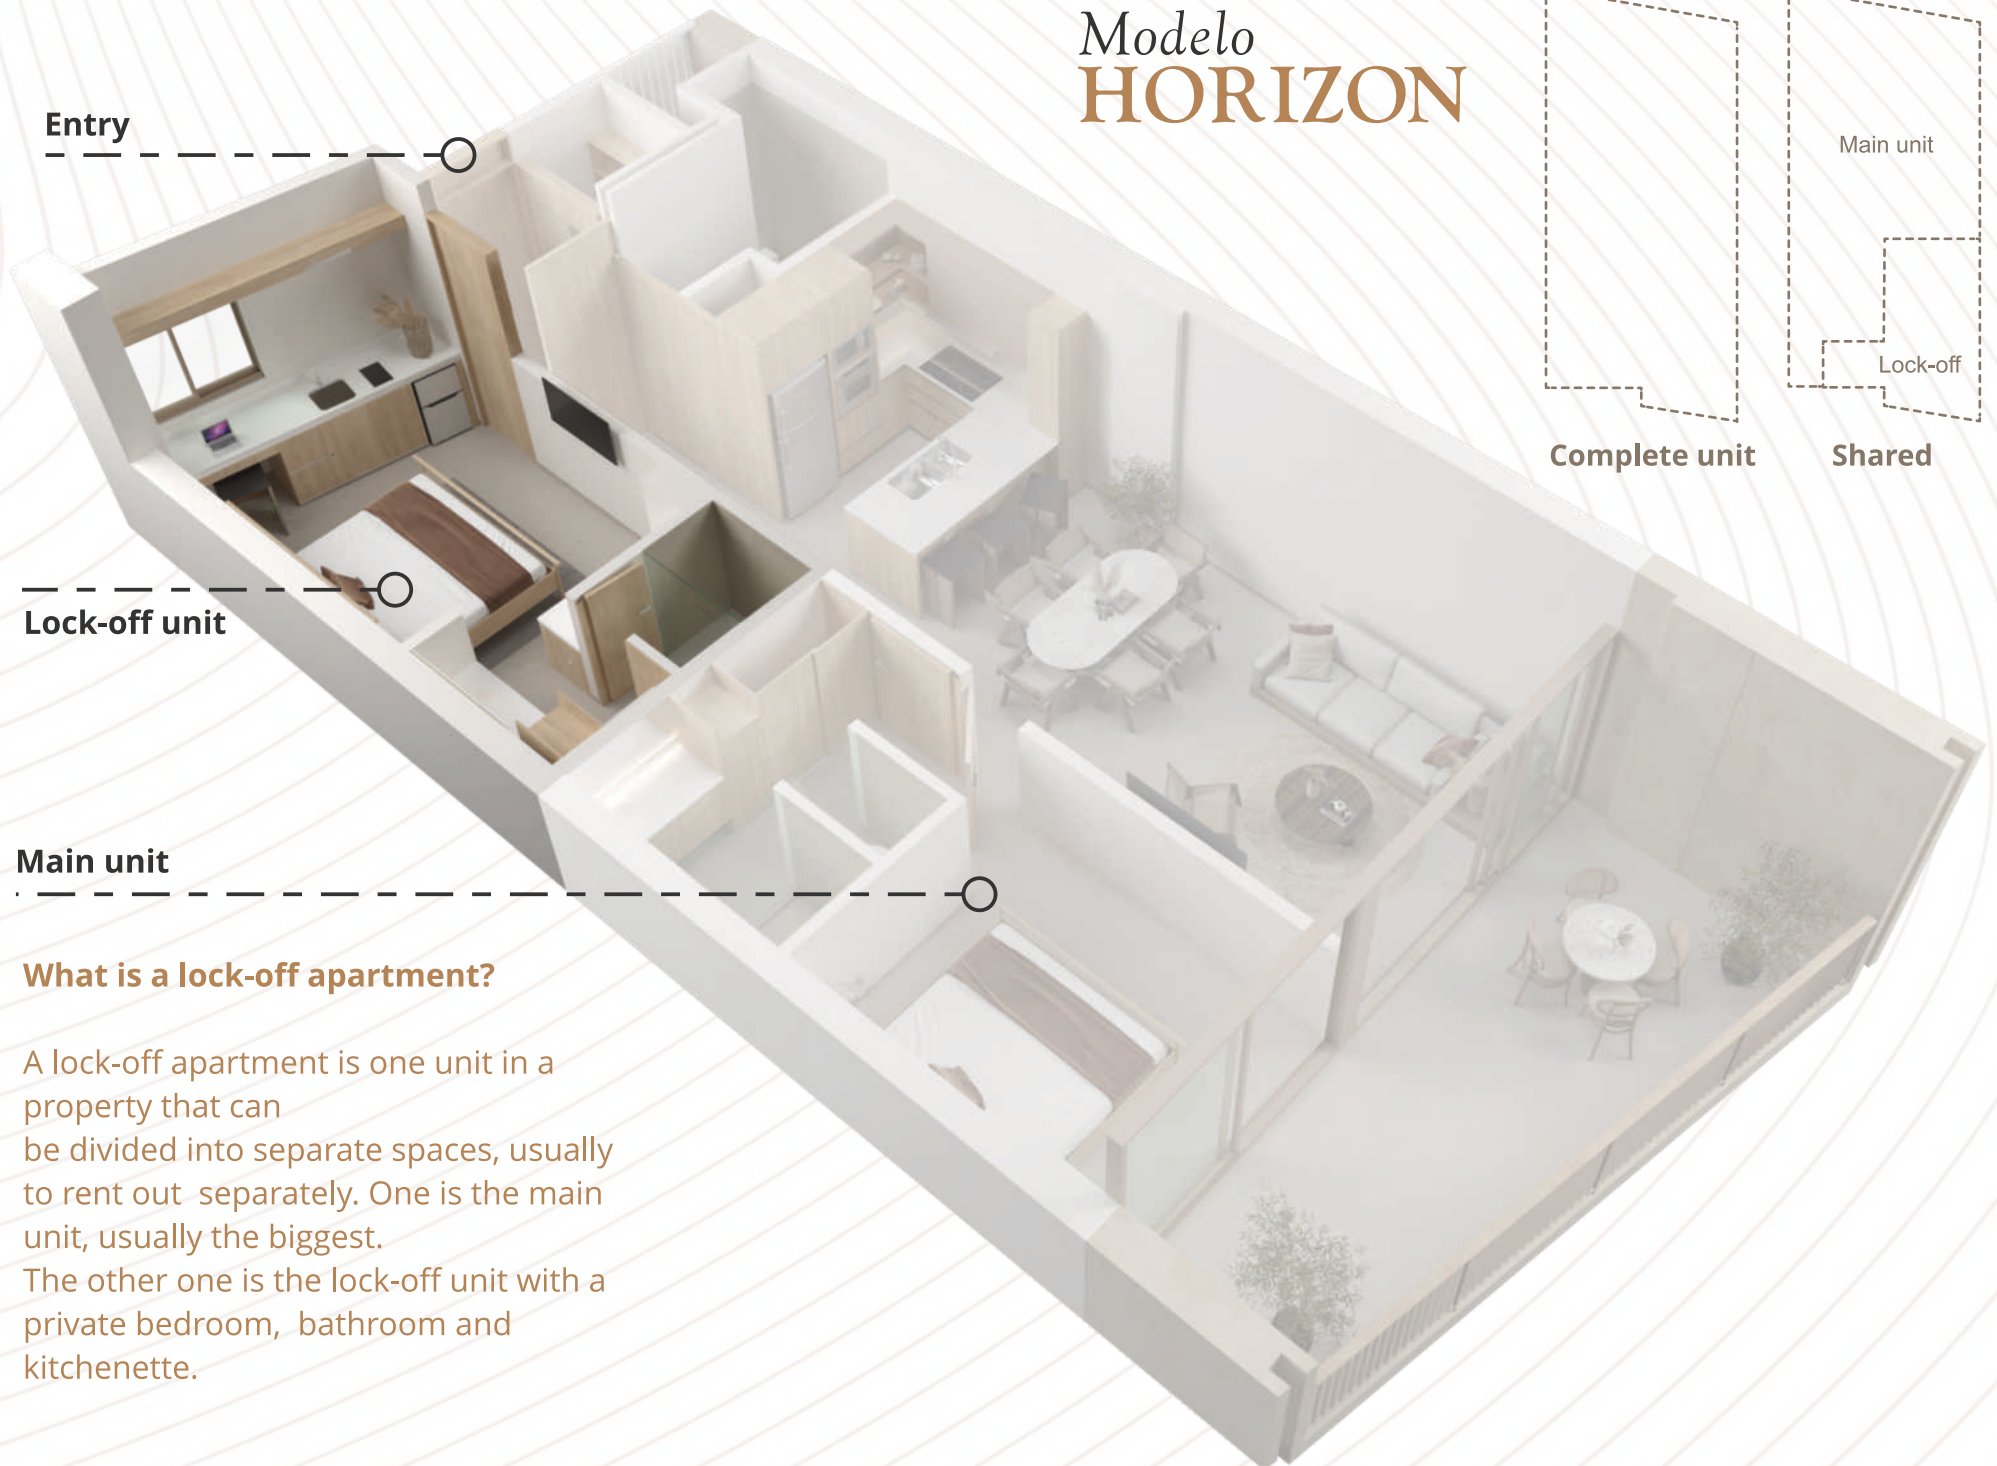 Modelo
HORIZON
Entry
Main unit
Lock-off
Complete unit
Shared
Lock-off unit
Main unit
What is a lock-off apartment?
A lock-off apartment is one unit in a
property that can
be divided into separate spaces, usually
to rent out  separately. One is the main
unit, usually the biggest.
The other one is the lock-off unit with a
private bedroom,  bathroom and
kitchenette.